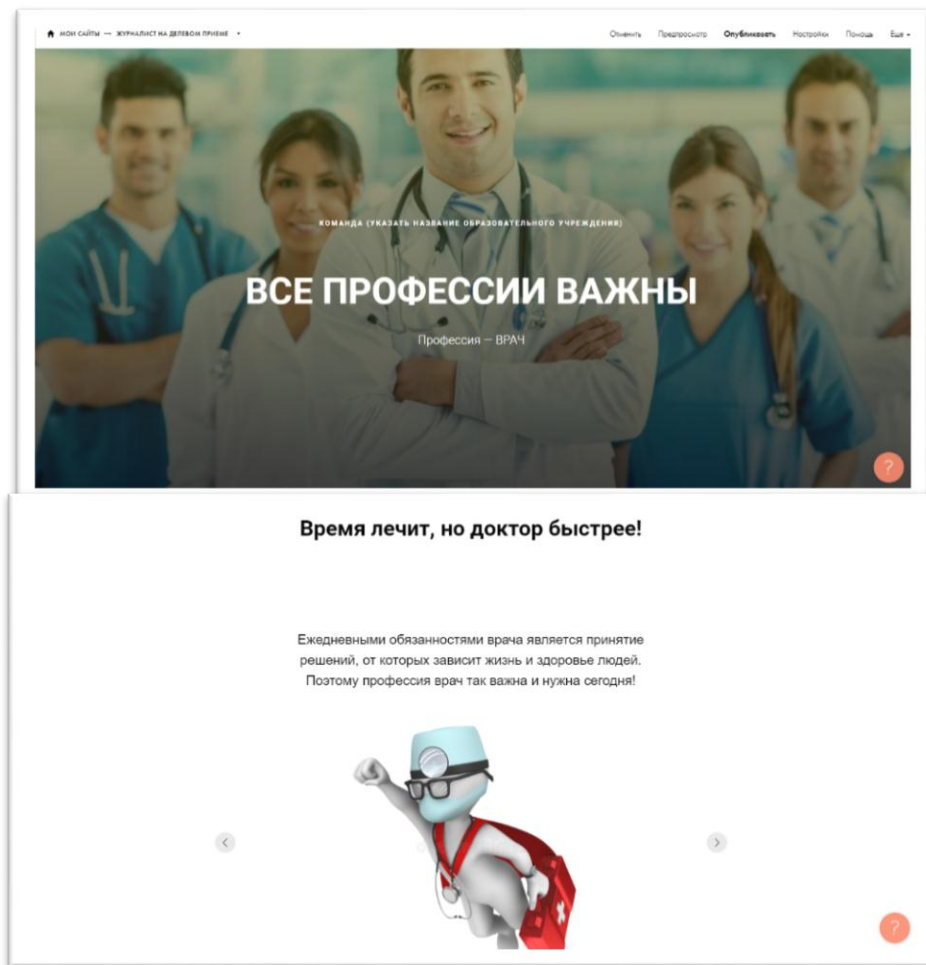 МОИ САЙТЫ → ЖУРНАЛИСТ НА ДЕЛЕВОМ ПРИЕМЕ
Отменить Предпросмотр Опубликовать Настройки Помощь Еще
КОМАНДА (УКАЗАТЬ НАЗВАНИЕ ОБРАЗОВАТЕЛЬНОГО УЧРЕЖДЕНИЯ)
ВСЕ ПРОФЕССИИ ВАЖНЫ
Профессия — ВРАЧ
?
Время лечит, но доктор быстрее!
Ежедневными обязанностями врача является принятие
решений, от которых зависит жизнь и здоровье людей.
Поэтому профессия врач так важна и нужна сегодня!
?